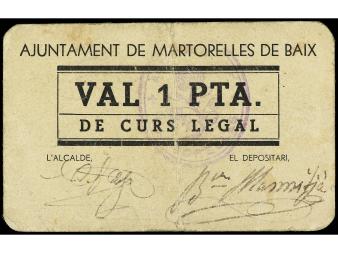 AJUNTAMENT DE MARTORELLES DE BAIX
VAL 1 PTA.
DE CURS LEGAL
L'ALCALDE, EL DEPOSITARI,